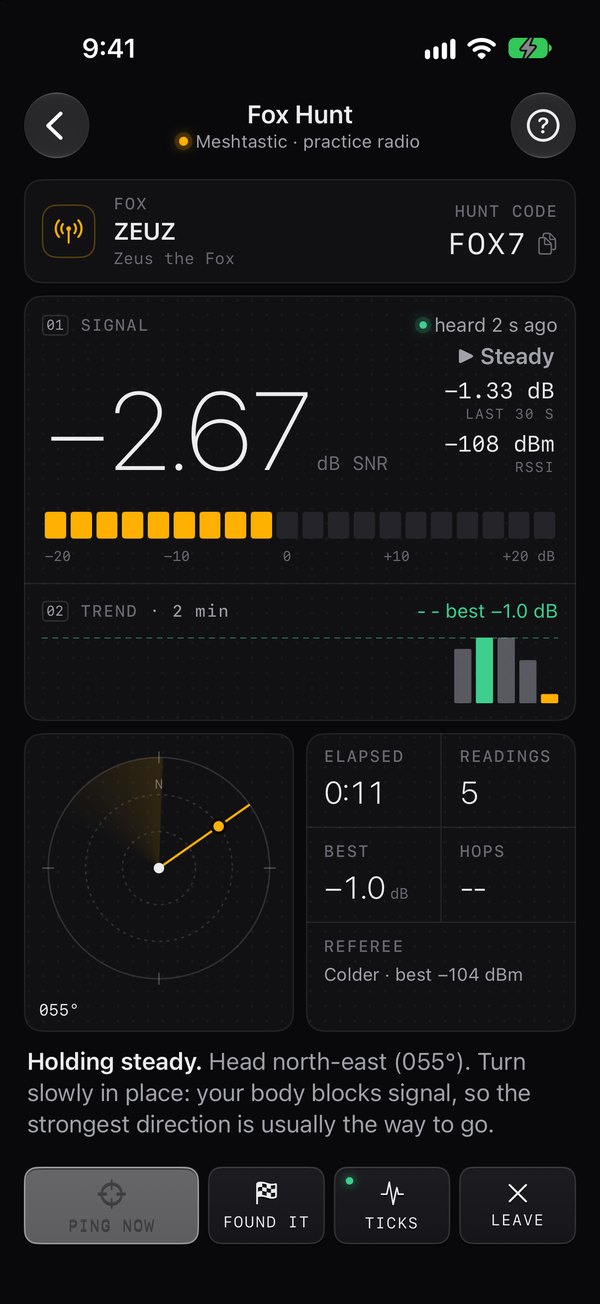 9:41
Fox Hunt
Meshtastic · practice radio
FOX
ZEUZ
Zeus the Fox
HUNT CODE
F0X7
01 SIGNAL
heard 2 s ago
Steady
−2.67 dB SNR
−1.33 dB
LAST 30 S
−108 dBm
RSSI
−20 −10 0 +10 +20 dB
02 TREND · 2 min
- - best −1.0 dB
N
055°
ELAPSED
0:11
READINGS
5
BEST
−1.0 dB
HOPS
--
REFEREE
Colder · best −104 dBm
Holding steady. Head north-east (055°). Turn
slowly in place: your body blocks signal, so the
strongest direction is usually the way to go.
PING NOW
FOUND IT
TICKS
LEAVE